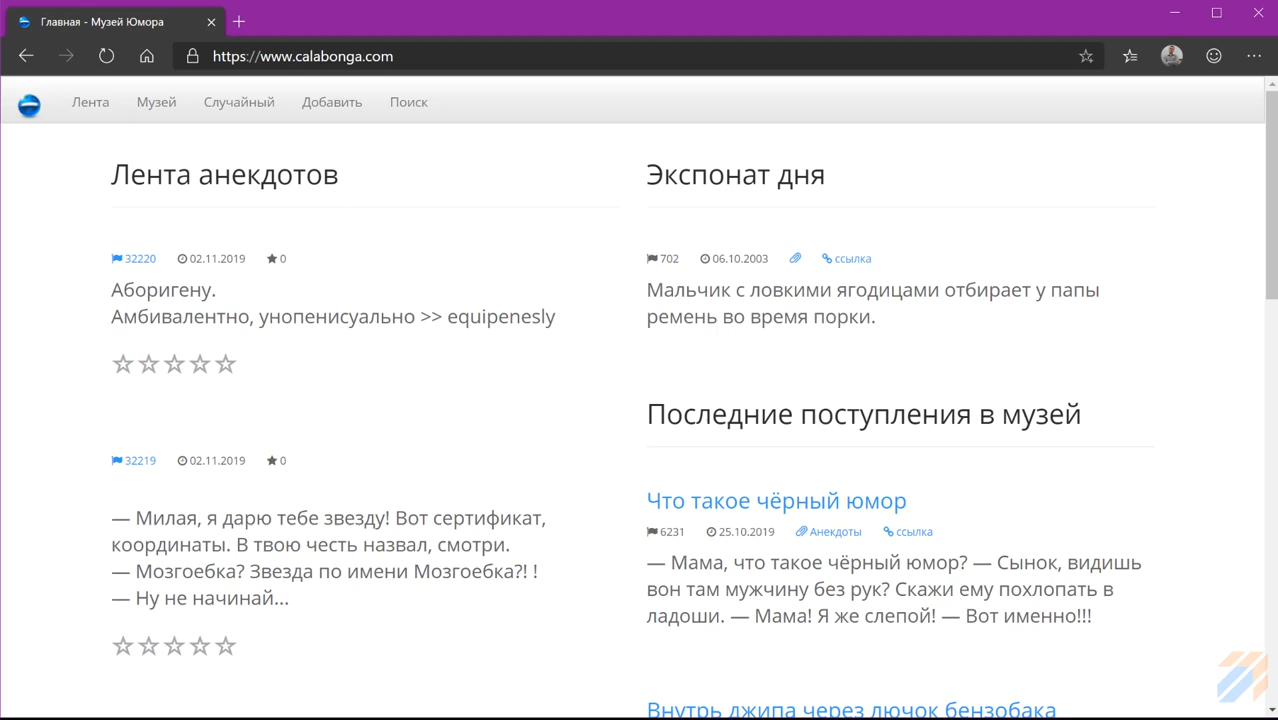 Главная - Музей Юмора
https://www.calabonga.com
Лента Музей Случайный Добавить Поиск
Лента анекдотов
32220 02.11.2019 0
Аборигену.
Амбивалентно, унопенисуально >> equipenesly
32219 02.11.2019 0
— Милая, я дарю тебе звезду! Вот сертификат,
координаты. В твою честь назвал, смотри.
— Мозгоебка? Звезда по имени Мозгоебка?! !
— Ну не начинай...
Экспонат дня
702 06.10.2003 ссылка
Мальчик с ловкими ягодицами отбирает у папы
ремень во время порки.
Последние поступления в музей
Что такое чёрный юмор
6231 25.10.2019 Анекдоты ссылка
— Мама, что такое чёрный юмор? — Сынок, видишь
вон там мужчину без рук? Скажи ему похлопать в
ладоши. — Мама! Я же слепой! — Вот именно!!!
Внутрь джипа через лючок бензобака